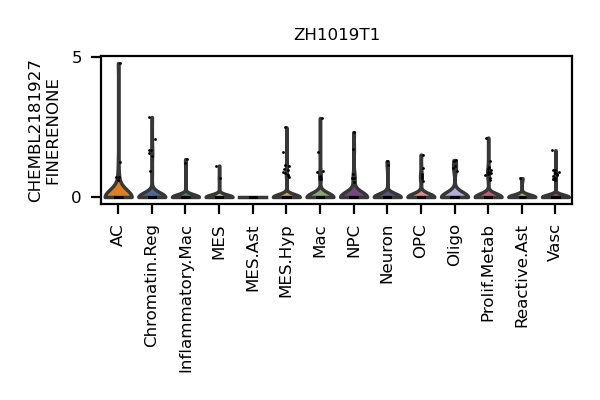 ZH1019T1
CHEMBL2181927
FINERENONE
5
0
AC
Chromatin.Reg
Inflammatory.Mac
MES
MES.Ast
MES.Hyp
Mac
NPC
Neuron
OPC
Oligo
Prolif.Metab
Reactive.Ast
Vasc